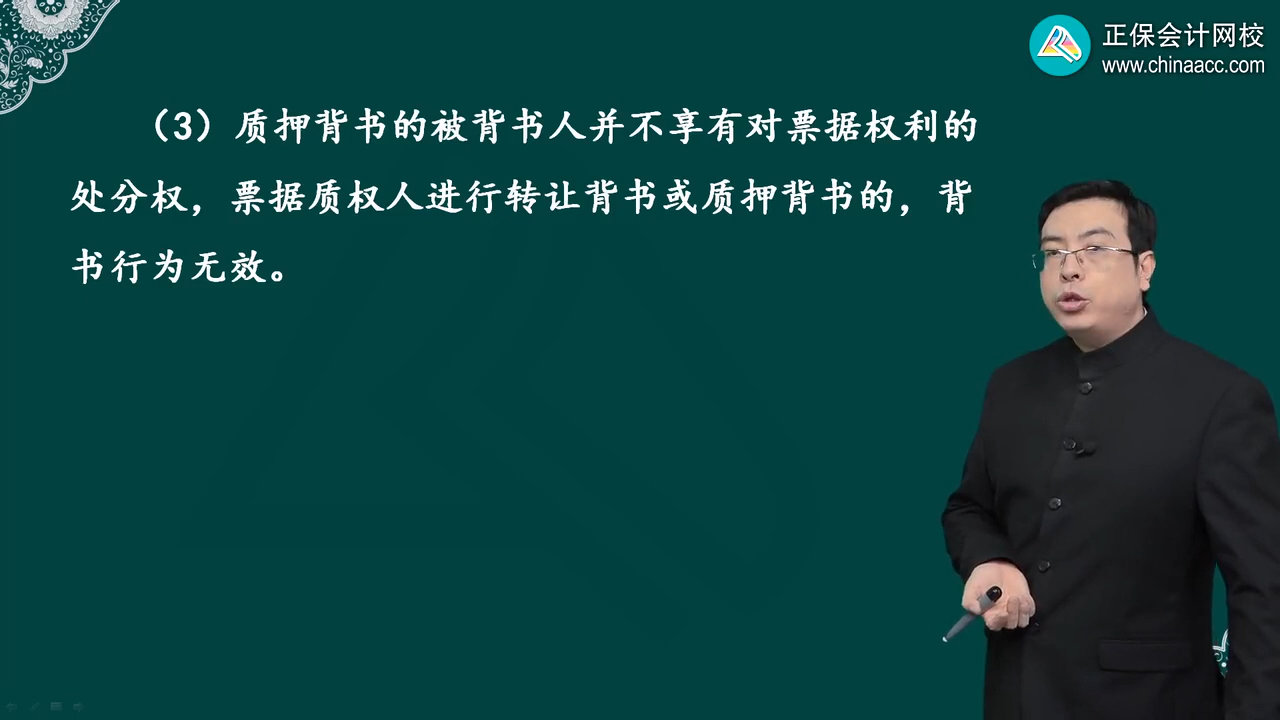 正保会计网校
www.chinaacc.com
（3）质押背书的被背书人并不享有对票据权利的
处分权，票据质权人进行转让背书或质押背书的，背
书行为无效。